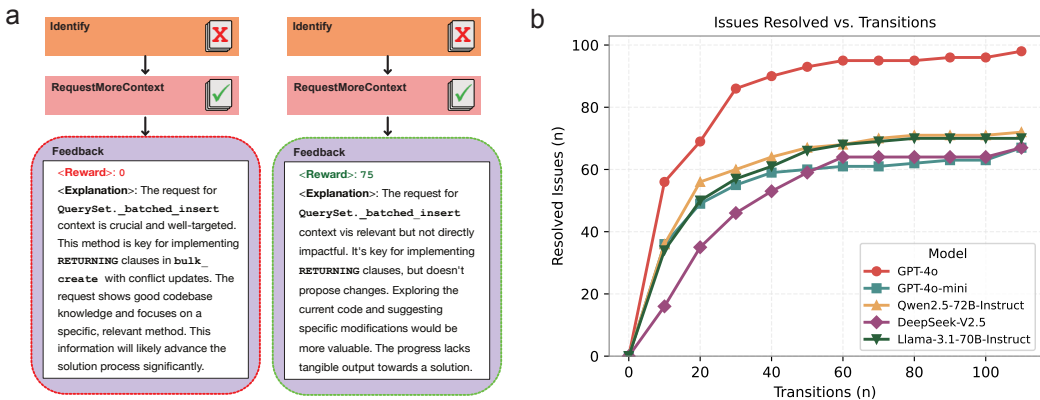 a
Identify
X
RequestMoreContext
Feedback
<Reward>: 0
<Explanation>: The request for
QuerySet._batched_insert
context is crucial and well-targeted.
This method is key for implementing
RETURNING clauses in bulk_
create with conflict updates. The
request shows good codebase
knowledge and focuses on a
specific, relevant method. This
information will likely advance the
solution process significantly.
Identify
X
RequestMoreContext
Feedback
<Reward>: 75
<Explanation>: The request for
QuerySet._batched_insert
context vis relevant but not directly
impactful. It's key for implementing
RETURNING clauses, but doesn't
propose changes. Exploring the
current code and suggesting
specific modifications would be
more valuable. The progress lacks
tangible output towards a solution.
b
Issues Resolved vs. Transitions
Resolved Issues (n)
100
80
60
40
20
0
0 20 40 60 80 100
Transitions (n)
Model
GPT-4o
GPT-4o-mini
Qwen2.5-72B-Instruct
DeepSeek-V2.5
Llama-3.1-70B-Instruct